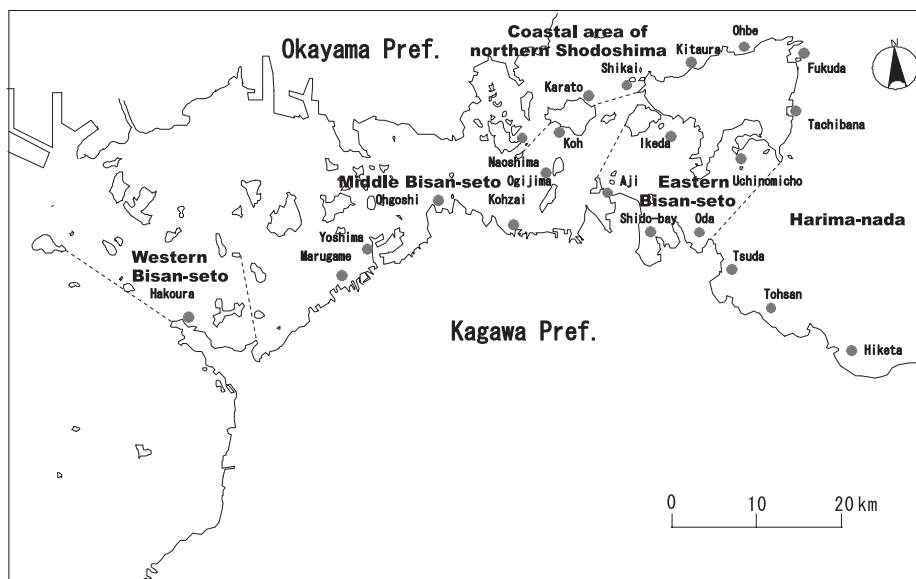 Ohbe
Coastal area of
northern Shodoshima
Kitaura
N
Okayama Pref.
Fukuda
Shikai
Karato
Tachibana
Koh
Ikeda
Naoshima
Ogijima
Uchinomicho
Middle Bisan-seto
Aji
Eastern
Bisan-seto
Ohgoshi
Kohzai
Shido-bay
Oda
Harima-nada
Yoshima
Marugame
Western
Bisan-seto
Hakoura
Tsuda
Tohsan
Kagawa Pref.
Hiketa
0 10 20 km